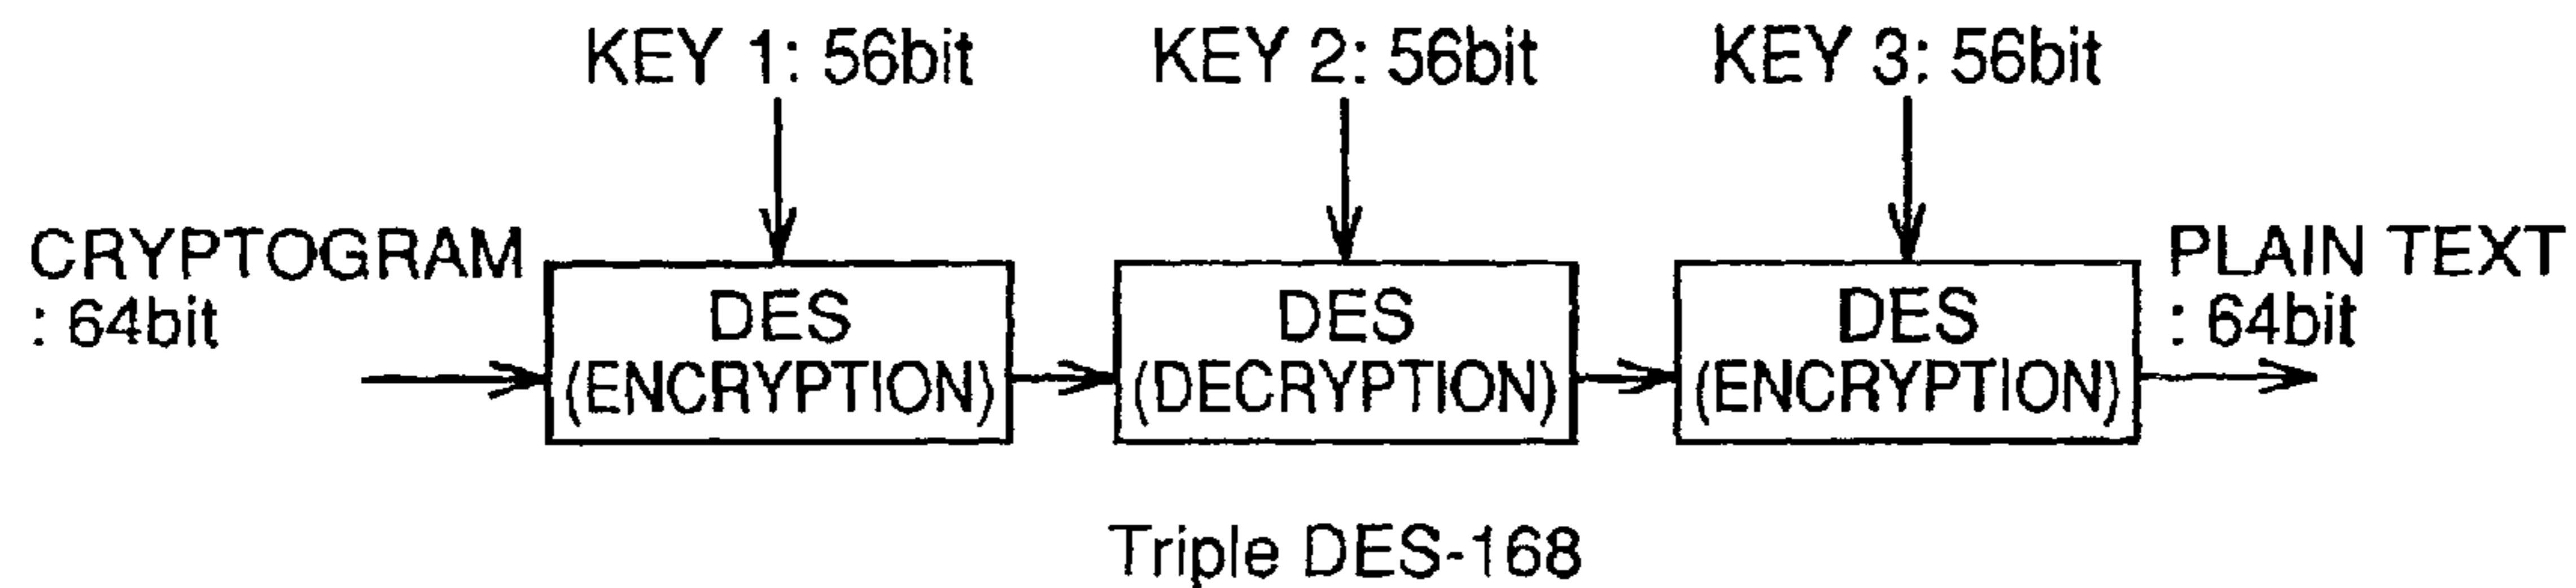 KEY 1: 56bit
KEY 2: 56bit
KEY 3: 56bit
CRYPTOGRAM
: 64bit
DES
(ENCRYPTION)
DES
(DECRYPTION)
DES
(ENCRYPTION)
PLAIN TEXT
: 64bit
Triple DES-168